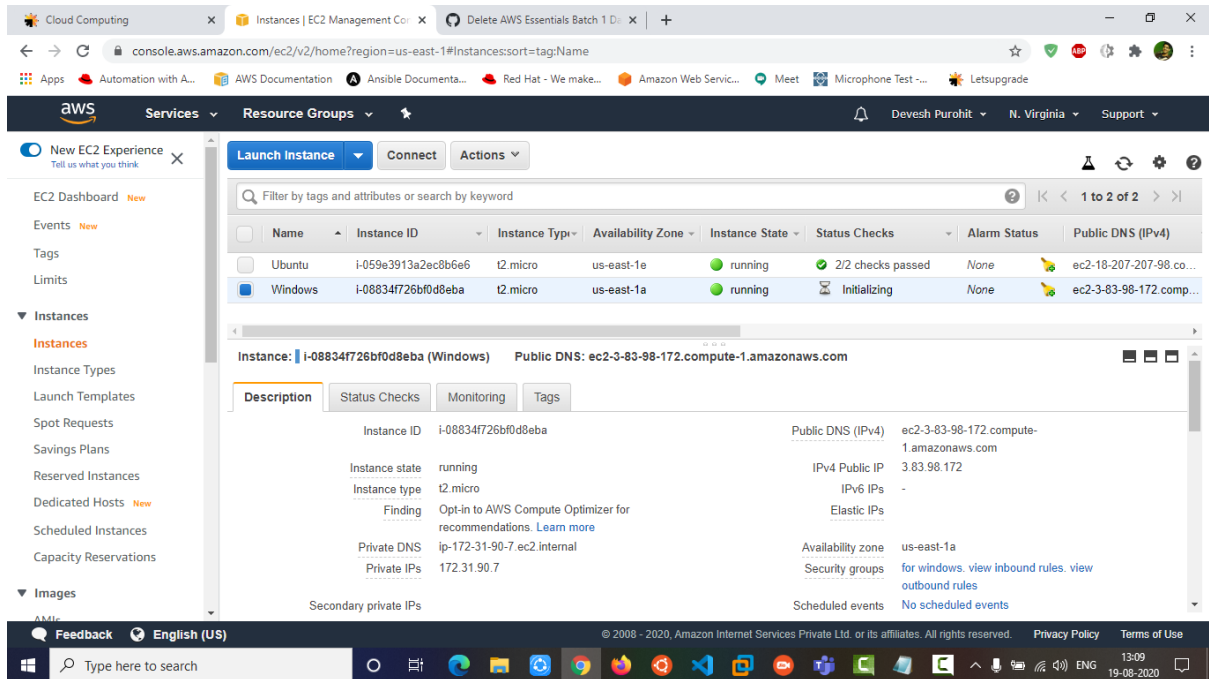 Cloud Computing
Instances | EC2 Management Con
Delete AWS Essentials Batch 1 Da
console.aws.amazon.com/ec2/v2/home?region=us-east-1#Instances:sort=tag:Name
ABP
Apps Automation with A... AWS Documentation Ansible Documenta... Red Hat - We make... Amazon Web Servic... Meet Microphone Test -... Letsupgrade
aws Services Resource Groups Devesh Purohit N. Virginia Support
New EC2 Experience
Tell us what you think
EC2 Dashboard New
Events New
Tags
Limits
Instances
Instances
Instance Types
Launch Templates
Spot Requests
Savings Plans
Reserved Instances
Dedicated Hosts New
Scheduled Instances
Capacity Reservations
Images
AMIs
Launch Instance Connect Actions
Filter by tags and attributes or search by keyword
1 to 2 of 2
Name Instance ID Instance Type Availability Zone Instance State Status Checks Alarm Status Public DNS (IPv4)
Ubuntu i-059e3913a2ec8b6e6 t2.micro us-east-1e running 2/2 checks passed None ec2-18-207-207-98.co...
Windows i-08834f726bf0d8eba t2.micro us-east-1a running Initializing None ec2-3-83-98-172.comp...
Instance: i-08834f726bf0d8eba (Windows) Public DNS: ec2-3-83-98-172.compute-1.amazonaws.com
Description Status Checks Monitoring Tags
Instance ID i-08834f726bf0d8eba
Instance state running
Instance type t2.micro
Finding Opt-in to AWS Compute Optimizer for
recommendations. Learn more
Private DNS ip-172-31-90-7.ec2.internal
Private IPs 172.31.90.7
Secondary private IPs
Public DNS (IPv4) ec2-3-83-98-172.compute-
1.amazonaws.com
IPv4 Public IP 3.83.98.172
IPv6 IPs -
Elastic IPs
Availability zone us-east-1a
Security groups for windows. view inbound rules. view
outbound rules
Scheduled events No scheduled events
Feedback English (US) © 2008 - 2020, Amazon Internet Services Private Ltd. or its affiliates. All rights reserved. Privacy Policy Terms of Use
Type here to search
ENG
13:09
19-08-2020